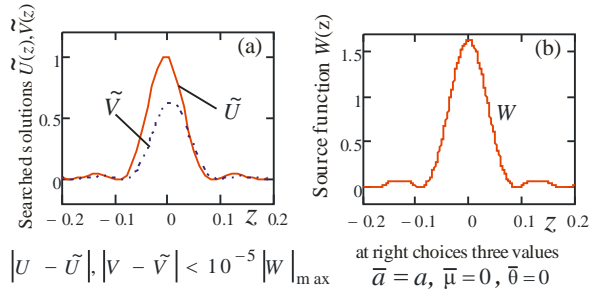 Searched solutions Ũ(z),Ṽ(z)
(a)
1
0.5
0
Ṽ
Ũ
−0.2 −0.1 0 0.1 0.2
z
Source function W(z)
(b)
1.5
1
0.5
0
W
−0.2 −0.1 0 0.1 0.2
z
|U − Ũ|, |V − Ṽ| < 10⁻⁵ |W|max
at right choices three values
a̅ = a, μ̅ = 0, θ̅ = 0